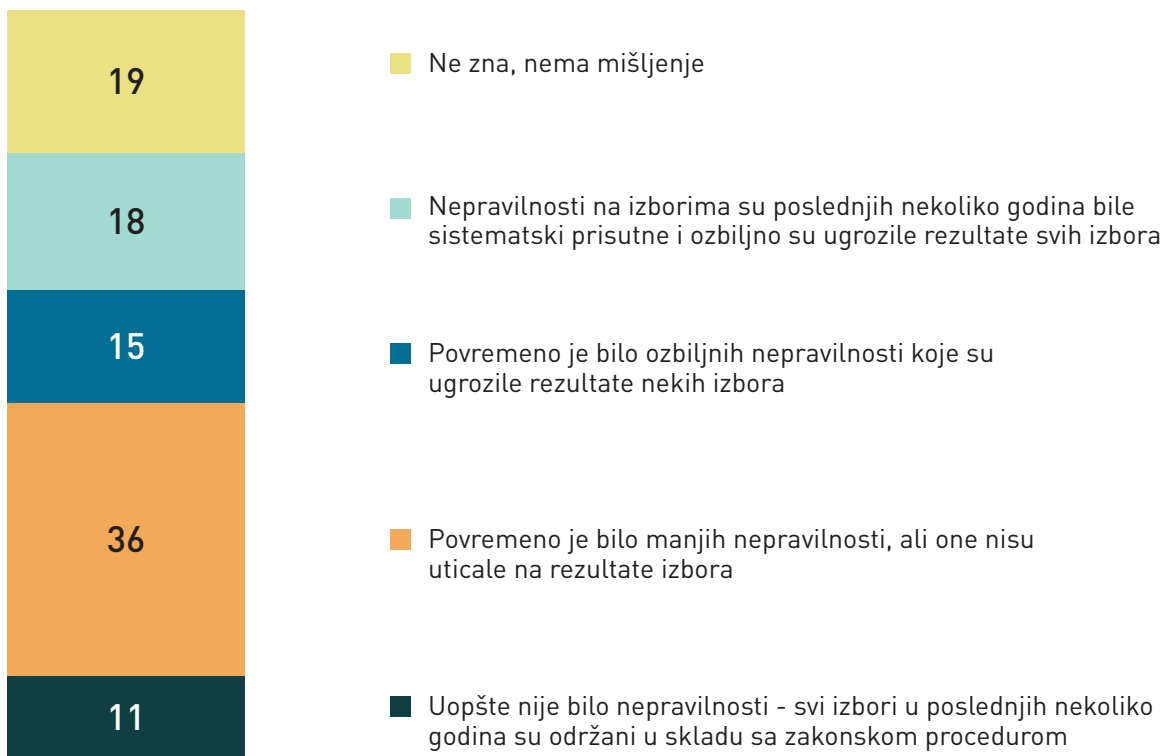 19
Ne zna, nema mišljenje
18
Nepravilnosti na izborima su poslednjih nekoliko godina bile
sistematski prisutne i ozbiljno su ugrozile rezultate svih izbora
15
Povremeno je bilo ozbiljnih nepravilnosti koje su
ugrozile rezultate nekih izbora
36
Povremeno je bilo manjih nepravilnosti, ali one nisu
uticale na rezultate izbora
11
Uopšte nije bilo nepravilnosti - svi izbori u poslednjih nekoliko
godina su održani u skladu sa zakonskom procedurom